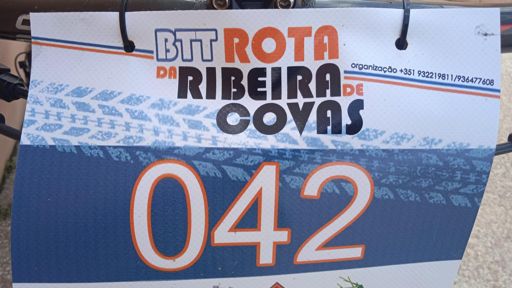 BTT ROTA
DA RIBEIRA DE
COVAS
organização +351 932219811/936477608
042